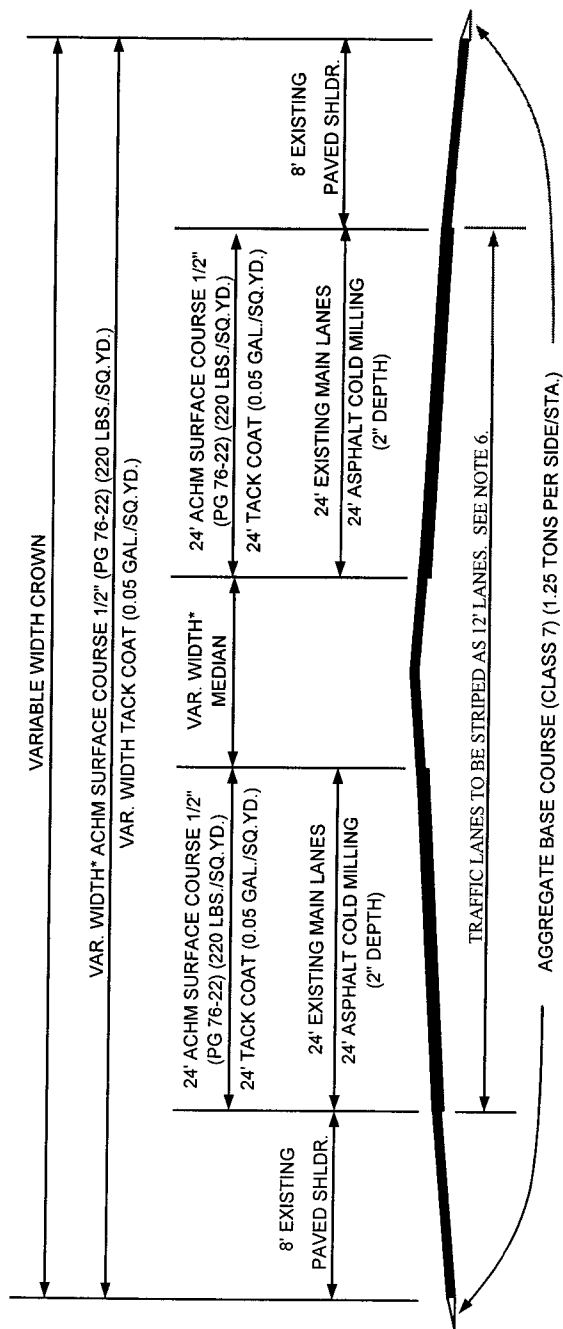 VARIABLE WIDTH CROWN
VAR. WIDTH* ACHM SURFACE COURSE 1/2" (PG 76-22) (220 LBS./SQ.YD.)
VAR. WIDTH TACK COAT (0.05 GAL./SQ.YD.)
24' ACHM SURFACE COURSE 1/2"
(PG 76-22) (220 LBS./SQ.YD.)
24' TACK COAT (0.05 GAL./SQ.YD.)
VAR. WIDTH*
MEDIAN
24' ACHM SURFACE COURSE 1/2"
(PG 76-22) (220 LBS./SQ.YD.)
24' TACK COAT (0.05 GAL./SQ.YD.)
8' EXISTING
PAVED SHLDR.
24' EXISTING MAIN LANES
24' ASPHALT COLD MILLING
(2" DEPTH)
24' EXISTING MAIN LANES
24' ASPHALT COLD MILLING
(2" DEPTH)
8' EXISTING
PAVED SHLDR.
TRAFFIC LANES TO BE STRIPED AS 12' LANES. SEE NOTE 6.
AGGREGATE BASE COURSE (CLASS 7) (1.25 TONS PER SIDE/STA.)